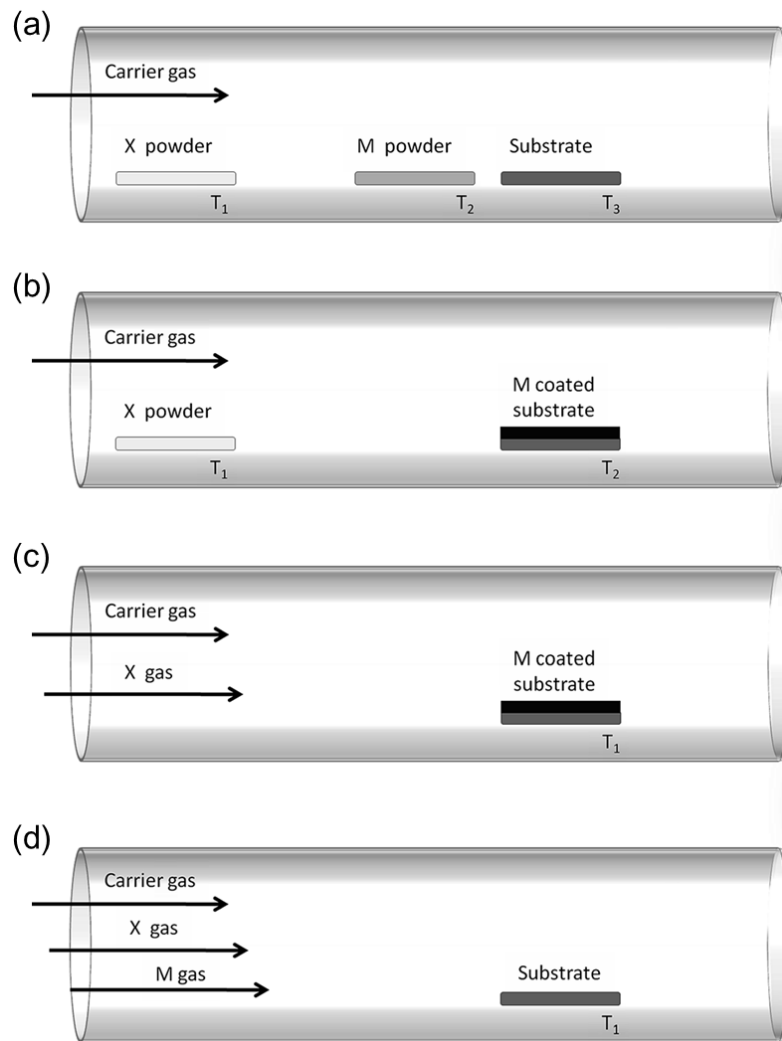 (a)
Carrier gas
X powder
M powder
Substrate
T1
T2
T3
(b)
Carrier gas
M coated
substrate
X powder
T1
T2
(c)
Carrier gas
X gas
M coated
substrate
T1
(d)
Carrier gas
X gas
M gas
Substrate
T1